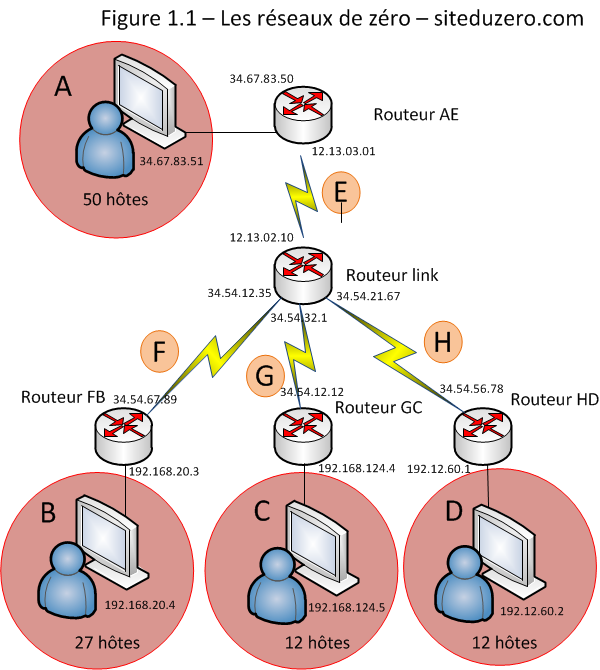 Figure 1.1 – Les réseaux de zéro – siteduzero.com
A
34.67.83.50
Routeur AE
34.67.83.51
12.13.03.01
50 hôtes
E
12.13.02.10
Routeur link
34.54.12.35
34.54.21.67
34.54.32.1
F
H
G
34.54.12.12
34.54.56.78
Routeur FB
34.54.67.89
Routeur GC
Routeur HD
192.168.20.3
192.168.124.4
192.12.60.1
B
C
D
192.168.20.4
192.168.124.5
192.12.60.2
27 hôtes
12 hôtes
12 hôtes